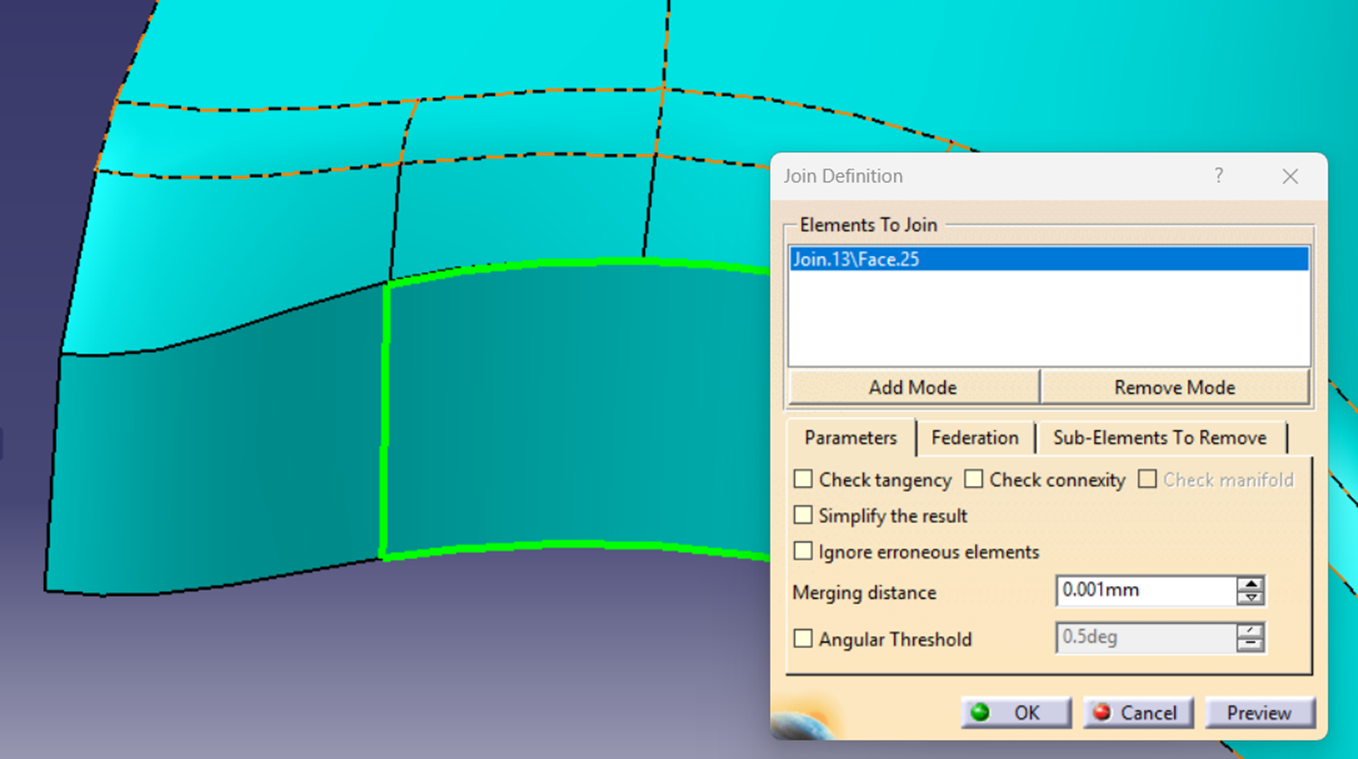 Join Definition ? ×
Elements To Join
Join.13\Face.25
Add Mode Remove Mode
Parameters Federation Sub-Elements To Remove
Check tangency Check connexity Check manifold
Simplify the result
Ignore erroneous elements
Merging distance 0.001mm
Angular Threshold 0.5deg
OK Cancel Preview